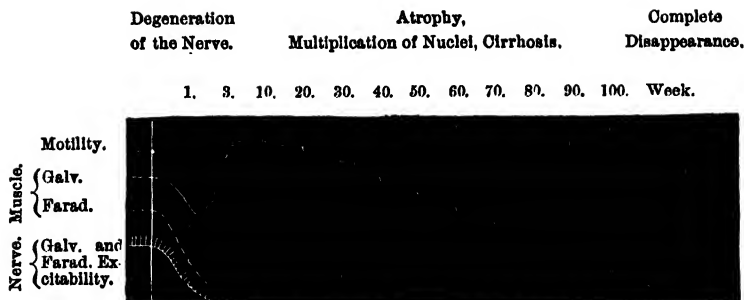 Degeneration
of the Nerve.
Atrophy,
Multiplication of Nuclei, Cirrhosis.
Complete
Disappearance.
1. 3. 10. 20. 30. 40. 50. 60. 70. 80. 90. 100. Week.
Motility.
Muscle.
Galv.
Farad.
Nerve.
Galv. and
Farad. Ex-
citability.